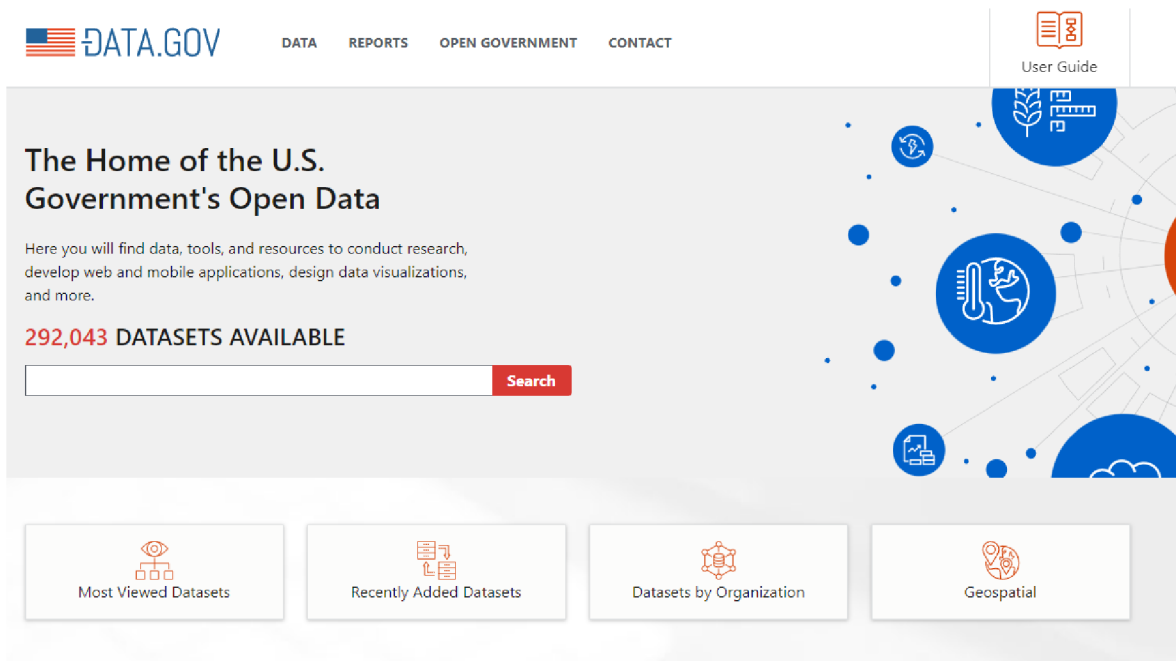 DATA.GOV
DATA REPORTS OPEN GOVERNMENT CONTACT
User Guide
The Home of the U.S.
Government's Open Data
Here you will find data, tools, and resources to conduct research,
develop web and mobile applications, design data visualizations,
and more.
292,043 DATASETS AVAILABLE
Search
Most Viewed Datasets
Recently Added Datasets
Datasets by Organization
Geospatial